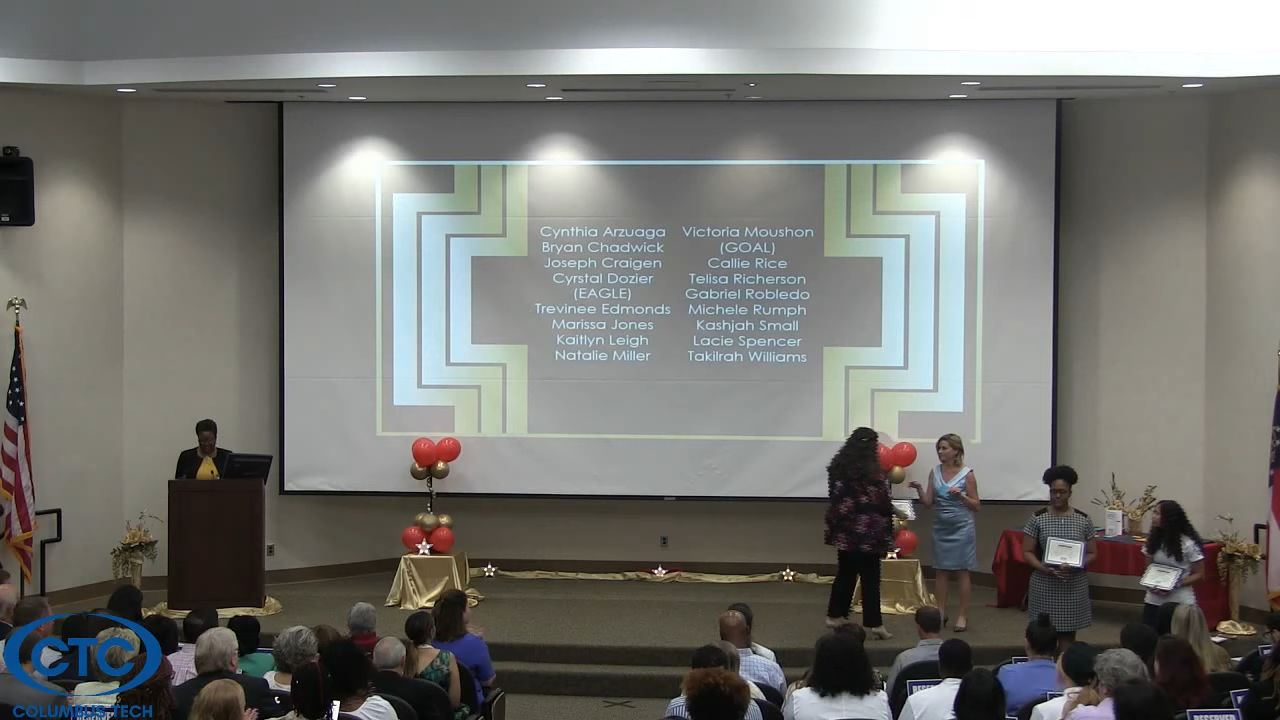 Cynthia Arzuaga
Bryan Chadwick
Joseph Craigen
Cyrstal Dozier
(EAGLE)
Trevinee Edmonds
Marissa Jones
Kaitlyn Leigh
Natalie Miller
Victoria Moushon
(GOAL)
Callie Rice
Telisa Richerson
Gabriel Robledo
Michele Rumph
Kashjah Small
Lacie Spencer
Takilrah Williams
CTC
COLUMBUS TECH
RESERVED